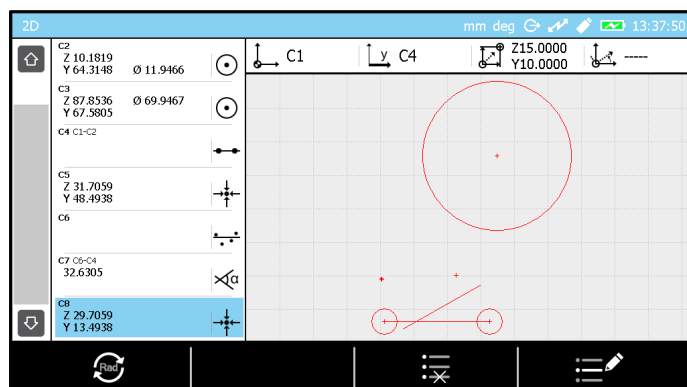 2D
mm deg 13:37:50
C2
Z 10.1819
Y 64.3148 Ø 11.9466
C3
Z 87.8536 Ø 69.9467
Y 67.5805
C4 C1-C2
C5
Z 31.7059
Y 48.4938
C6
C7 C6-C4
32.6305
α
C8
Z 29.7059
Y 13.4938
C1
y C4
Z15.0000
Y10.0000
-----
Rad